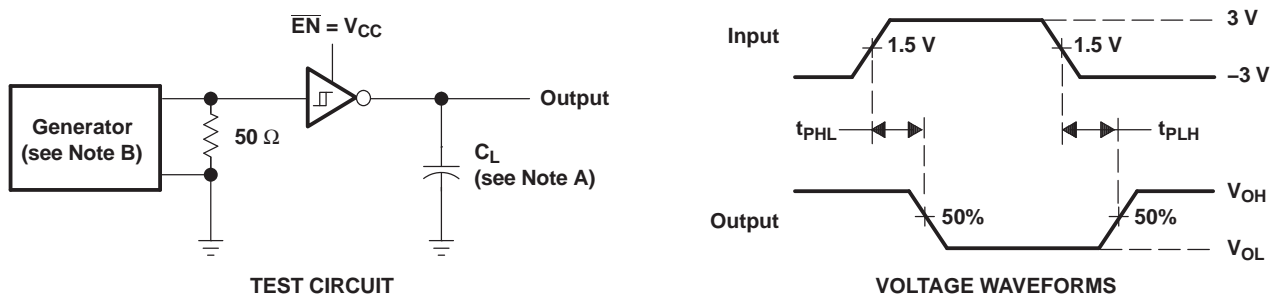 EN = VCC
Generator
(see Note B)
50 Ω
Output
CL
(see Note A)
TEST CIRCUIT
Input
3 V
1.5 V
1.5 V
–3 V
tPHL
tPLH
Output
VOH
50%
50%
VOL
VOLTAGE WAVEFORMS